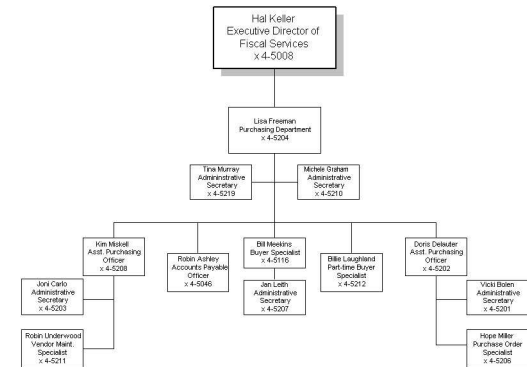 Hal Keller
Executive Director of
Fiscal Services
x 4-5008
Lisa Freeman
Purchasing Department
x 4-5204
Tina Murray
Admininstrative
Secretary
x 4-5219
Michele Graham
Administrative
Secretary
x 4-5210
Kim Miskell
Asst. Purchasing
Officer
x 4-5208
Robin Ashley
Accounts Payable
Officer
x 4-5046
Bill Meekins
Buyer Specialist
x 4-5116
Billie Laughland
Part-time Buyer
Specialist
x 4-5212
Doris Delauter
Asst. Purchasing
Officer
x 4-5202
Joni Carlo
Administrative
Secretary
x 4-5203
Jan Leith
Administrative
Secretary
x 4-5207
Vicki Bolen
Administrative
Secretary
x 4-5201
Robin Underwood
Vendor Maint.
Specialist
x 4-5211
Hope Miller
Purchase Order
Specialist
x 4-5206